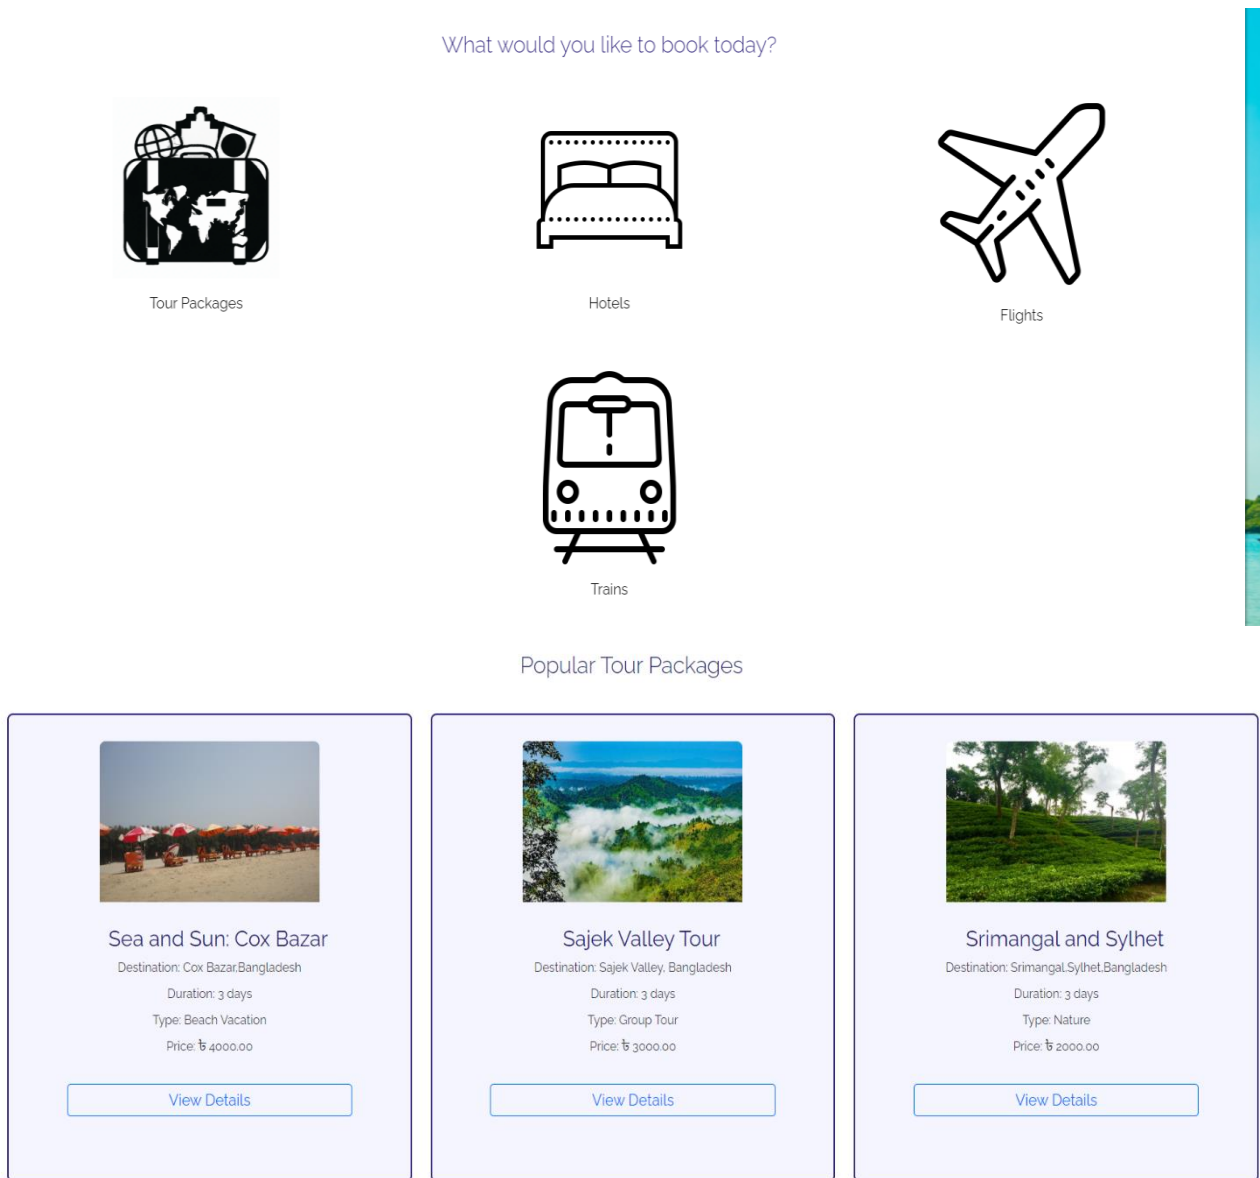 What would you like to book today?
Tour Packages
Hotels
Flights
Trains
Popular Tour Packages
Sea and Sun: Cox Bazar
Destination: Cox Bazar,Bangladesh
Duration: 3 days
Type: Beach Vacation
Price: ৳ 4000.00
View Details
Sajek Valley Tour
Destination: Sajek Valley, Bangladesh
Duration: 3 days
Type: Group Tour
Price: ৳ 3000.00
View Details
Srimangal and Sylhet
Destination: Srimangal,Sylhet,Bangladesh
Duration: 3 days
Type: Nature
Price: ৳ 2000.00
View Details